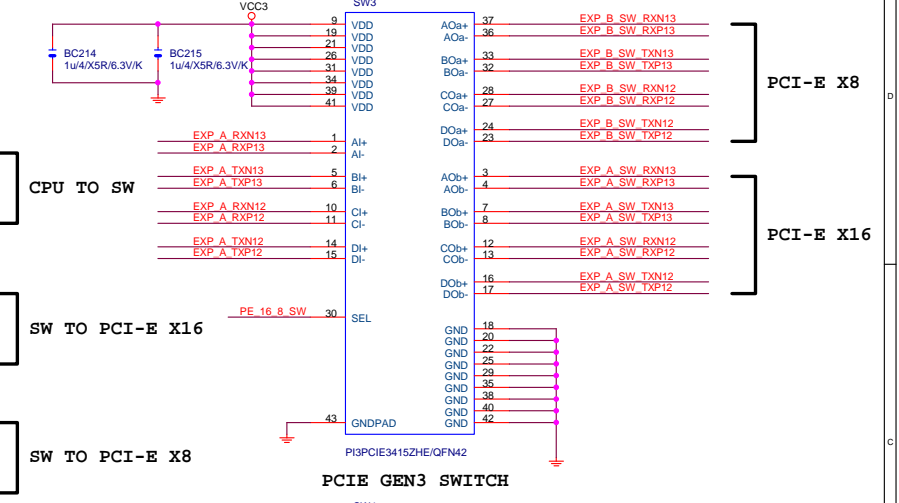 VCC3
SW3
BC214
1u/4/X5R/6.3V/K
BC215
1u/4/X5R/6.3V/K
9 VDD
19 VDD
21 VDD
26 VDD
31 VDD
34 VDD
39 VDD
41 VDD
EXP_A_RXN13 1 AI+
EXP_A_RXP13 2 AI-
EXP_A_TXN13 5 BI+
EXP_A_TXP13 6 BI-
EXP_A_RXN12 10 CI+
EXP_A_RXP12 11 CI-
EXP_A_TXN12 14 DI+
EXP_A_TXP12 15 DI-
PE_16_8_SW 30 SEL
43 GNDPAD
AOa+ 37 EXP_B_SW_RXN13
AOa- 36 EXP_B_SW_RXP13
BOa+ 33 EXP_B_SW_TXN13
BOa- 32 EXP_B_SW_TXP13
COa+ 28 EXP_B_SW_RXN12
COa- 27 EXP_B_SW_RXP12
DOa+ 24 EXP_B_SW_TXN12
DOa- 23 EXP_B_SW_TXP12
AOb+ 3 EXP_A_SW_RXN13
AOb- 4 EXP_A_SW_RXP13
BOb+ 7 EXP_A_SW_TXN13
BOb- 8 EXP_A_SW_TXP13
COb+ 12 EXP_A_SW_RXN12
COb- 13 EXP_A_SW_RXP12
DOb+ 16 EXP_A_SW_TXN12
DOb- 17 EXP_A_SW_TXP12
GND 18
GND 20
GND 22
GND 25
GND 29
GND 35
GND 38
GND 40
GND 42
PCI-E X8
PCI-E X16
CPU TO SW
SW TO PCI-E X16
SW TO PCI-E X8
PI3PCIE3415ZHE/QFN42
PCIE GEN3 SWITCH
D
C